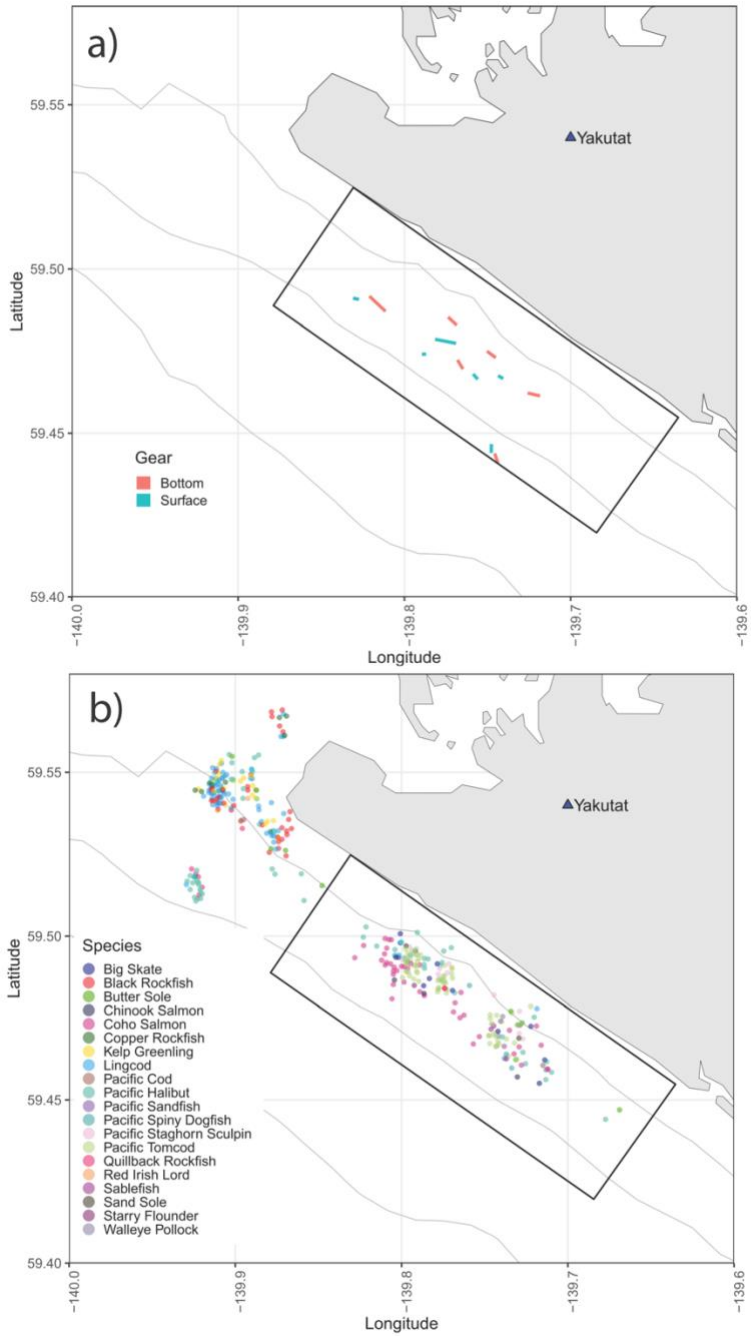 a)
Yakutat
59.55
59.50
59.45
59.40
Latitude
Gear
Bottom
Surface
−140.0
−139.9
−139.8
−139.7
−139.6
Longitude
b)
Yakutat
59.55
59.50
59.45
59.40
Latitude
Species
Big Skate
Black Rockfish
Butter Sole
Chinook Salmon
Coho Salmon
Copper Rockfish
Kelp Greenling
Lingcod
Pacific Cod
Pacific Halibut
Pacific Sandfish
Pacific Spiny Dogfish
Pacific Staghorn Sculpin
Pacific Tomcod
Quillback Rockfish
Red Irish Lord
Sablefish
Sand Sole
Starry Flounder
Walleye Pollock
−140.0
−139.9
−139.8
−139.7
−139.6
Longitude